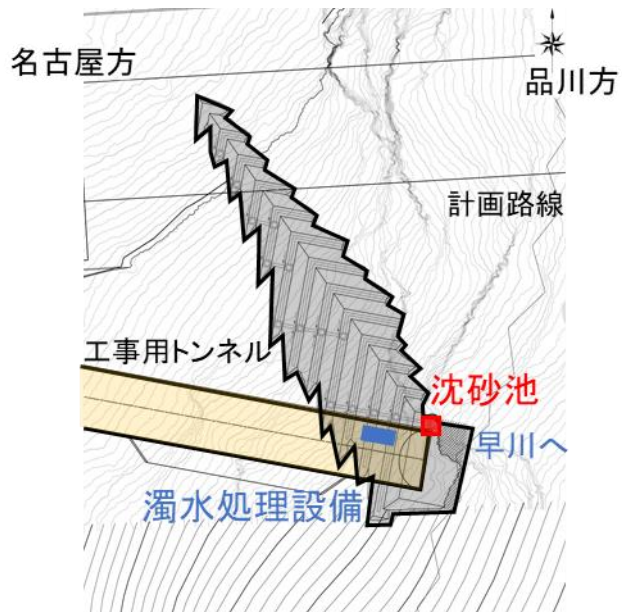 名古屋方
品川方
計画路線
工事用トンネル
沈砂池
早川へ
濁水処理設備